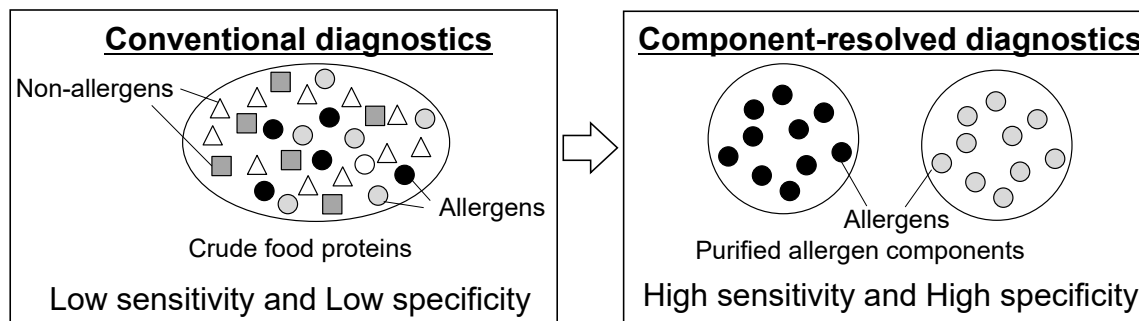 Conventional diagnostics
Non-allergens
Allergens
Crude food proteins
Low sensitivity and Low specificity
Component-resolved diagnostics
Allergens
Purified allergen components
High sensitivity and High specificity